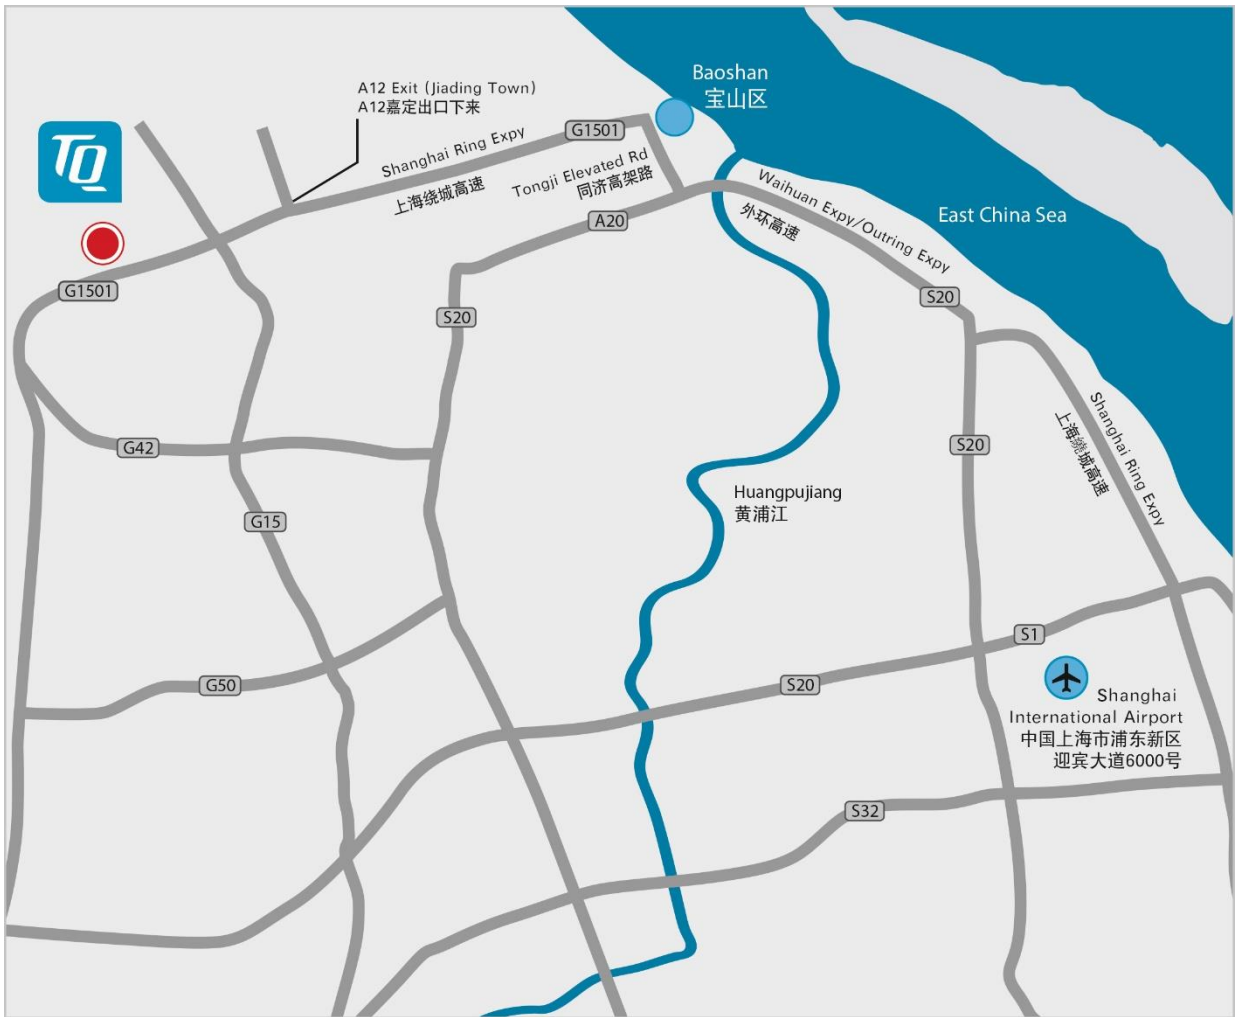 Baoshan
宝山区
A12 Exit (Jiading Town)
A12嘉定出口下来
TQ
G1501
Shanghai Ring Expy
上海绕城高速
Tongji Elevated Rd
同济高架路
A20
Waihuan Expy/Outring Expy
外环高速
East China Sea
G1501
S20
S20
G42
S20
Shanghai Ring Expy
上海繞城高速
Huangpujiang
黄浦江
G15
S1
G50
S20
Shanghai
International Airport
中国上海市浦东新区
迎宾大道6000号
S32